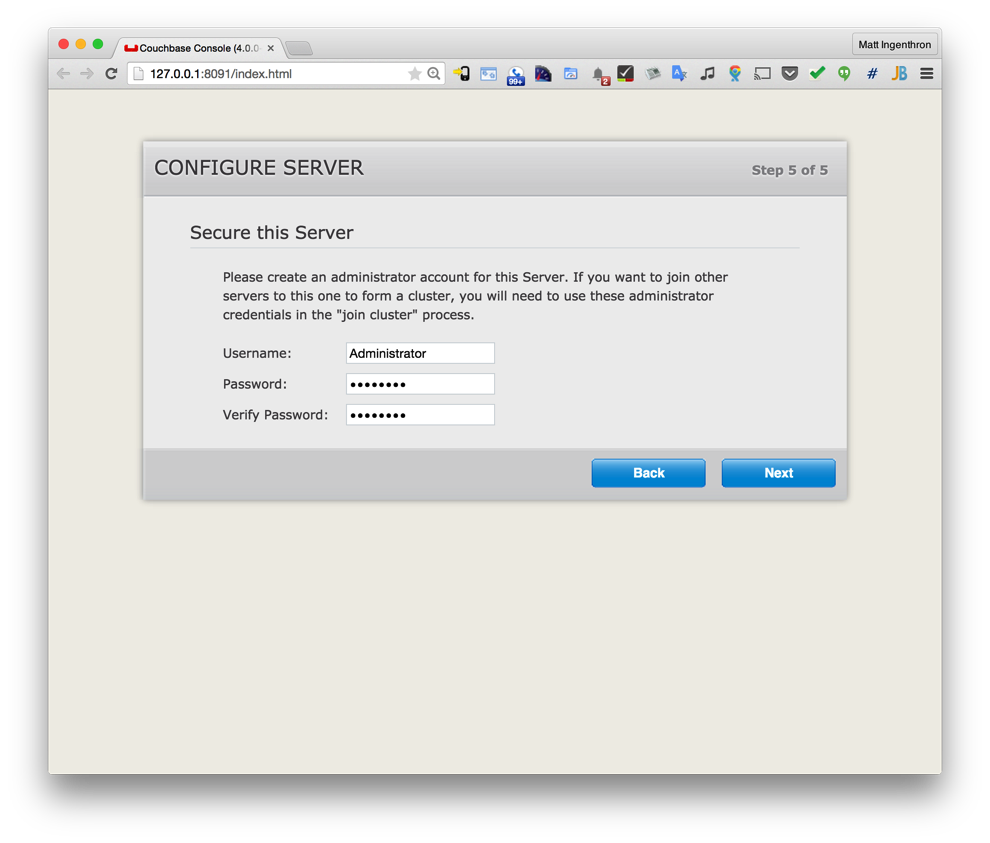 Couchbase Console (4.0.0-
Matt Ingenthron
127.0.0.1:8091/index.html
99+
2
#
JB
CONFIGURE SERVER
Step 5 of 5
Secure this Server
Please create an administrator account for this Server. If you want to join other
servers to this one to form a cluster, you will need to use these administrator
credentials in the "join cluster" process.
Username: Administrator
Password: ••••••••
Verify Password: ••••••••
Back Next